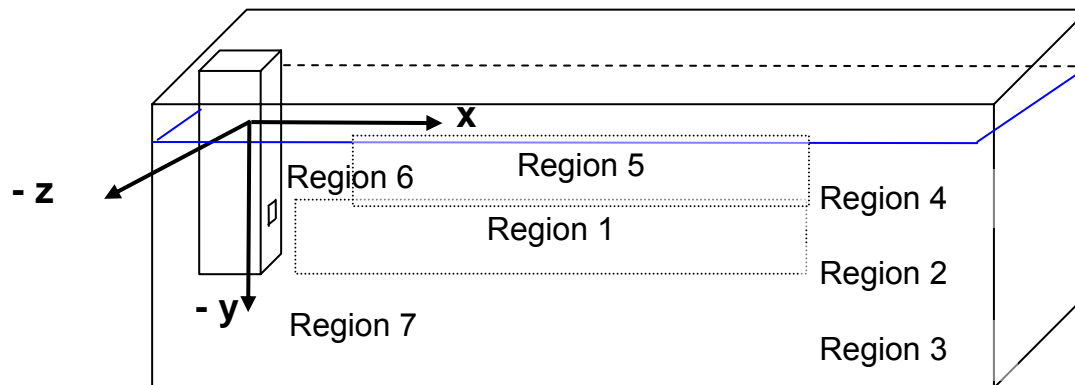 x
Region 5
Region 6
- z
Region 4
Region 1
Region 2
- y
Region 7
Region 3